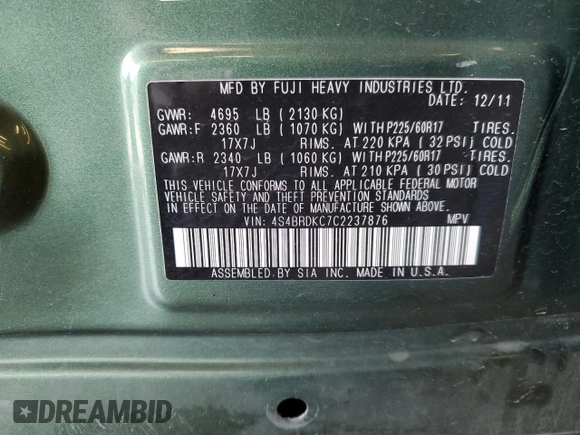 MFD BY FUJI HEAVY INDUSTRIES LTD.
DATE: 12/11
GVWR: 4695 LB ( 2130 KG)
GAWR:F 2360 LB ( 1070 KG) WITH P225/60R17 TIRES.
17X7J RIMS. AT 220 KPA ( 32 PSI) COLD
GAWR:R 2340 LB ( 1060 KG) WITH P225/60R17 TIRES.
17X7J RIMS. AT 210 KPA ( 30 PSI) COLD
THIS VEHICLE CONFORMS TO ALL APPLICABLE FEDERAL MOTOR
VEHICLE SAFETY AND THEFT PREVENTION STANDARDS
IN EFFECT ON THE DATE OF MANUFACTURE SHOWN ABOVE.
VIN: 4S4BRDKC7C2237876 MPV
ASSEMBLED BY SIA INC. MADE IN U.S.A.
DREAMBID